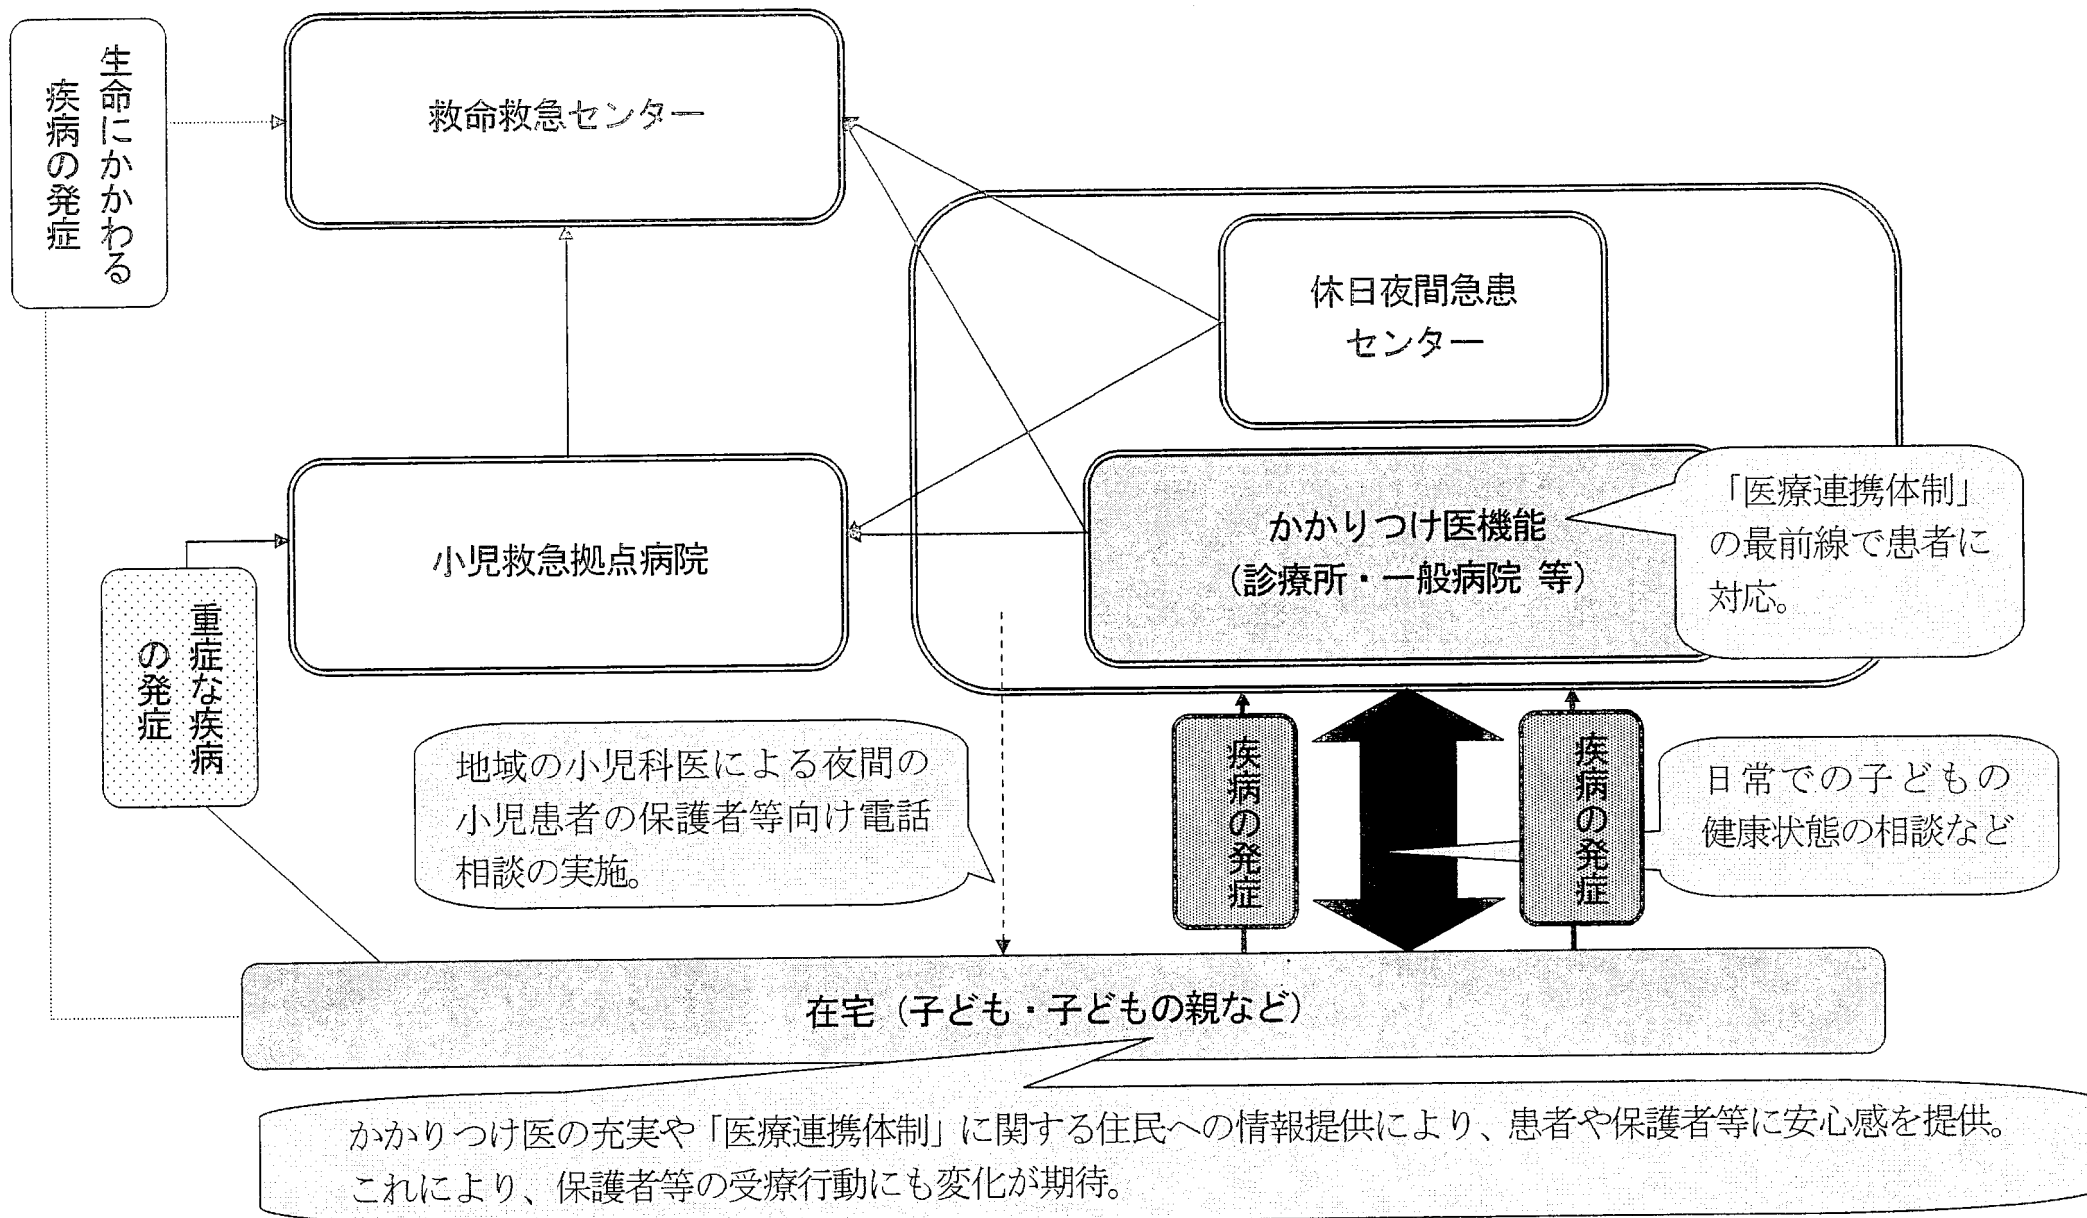 生命にかかわる
疾病の発症
救命救急センター
休日夜間急患
センター
小児救急拠点病院
かかりつけ医機能
（診療所・一般病院 等）
「医療連携体制」
の最前線で患者に
対応。
重症な疾病
の発症
地域の小児科医による夜間の
小児患者の保護者等向け電話
相談の実施。
疾病の発症
疾病の発症
日常での子どもの
健康状態の相談など
在宅（子ども・子どもの親など）
かかりつけ医の充実や「医療連携体制」に関する住民への情報提供により、患者や保護者等に安心感を提供。
これにより、保護者等の受療行動にも変化が期待。